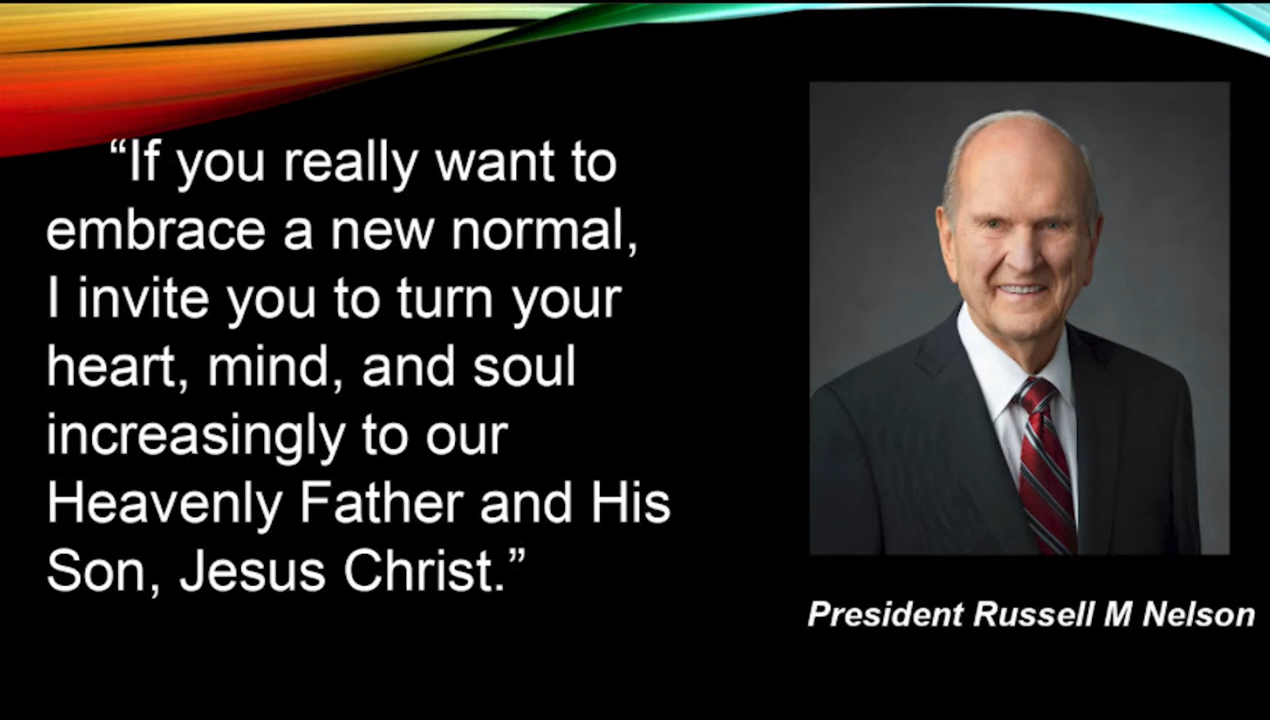 “If you really want to
embrace a new normal,
I invite you to turn your
heart, mind, and soul
increasingly to our
Heavenly Father and His
Son, Jesus Christ.”
President Russell M Nelson